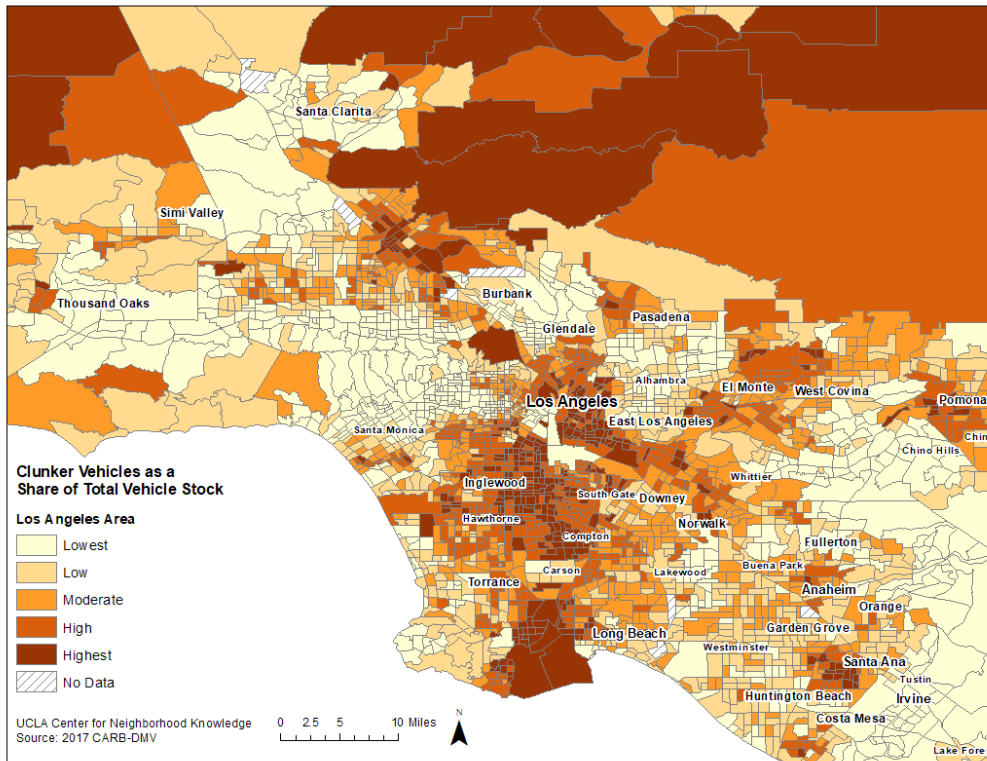 Santa Clarita
Simi Valley
Thousand Oaks
Burbank
Glendale
Pasadena
Alhambra
El Monte
West Covina
Pomona
Los Angeles
East Los Angeles
Chin
Santa Monica
Chino Hills
Whittier
Inglewood
South Gate
Downey
Hawthorne
Norwalk
Compton
Fullerton
Carson
Lakewood
Buena Park
Torrance
Anaheim
Orange
Long Beach
Garden Grove
Westminster
Santa Ana
Tustin
Huntington Beach
Irvine
Costa Mesa
Lake Fores
Clunker Vehicles as a
Share of Total Vehicle Stock
Los Angeles Area
Lowest
Low
Moderate
High
Highest
No Data
UCLA Center for Neighborhood Knowledge
Source: 2017 CARB-DMV
0 2.5 5 10 Miles
N